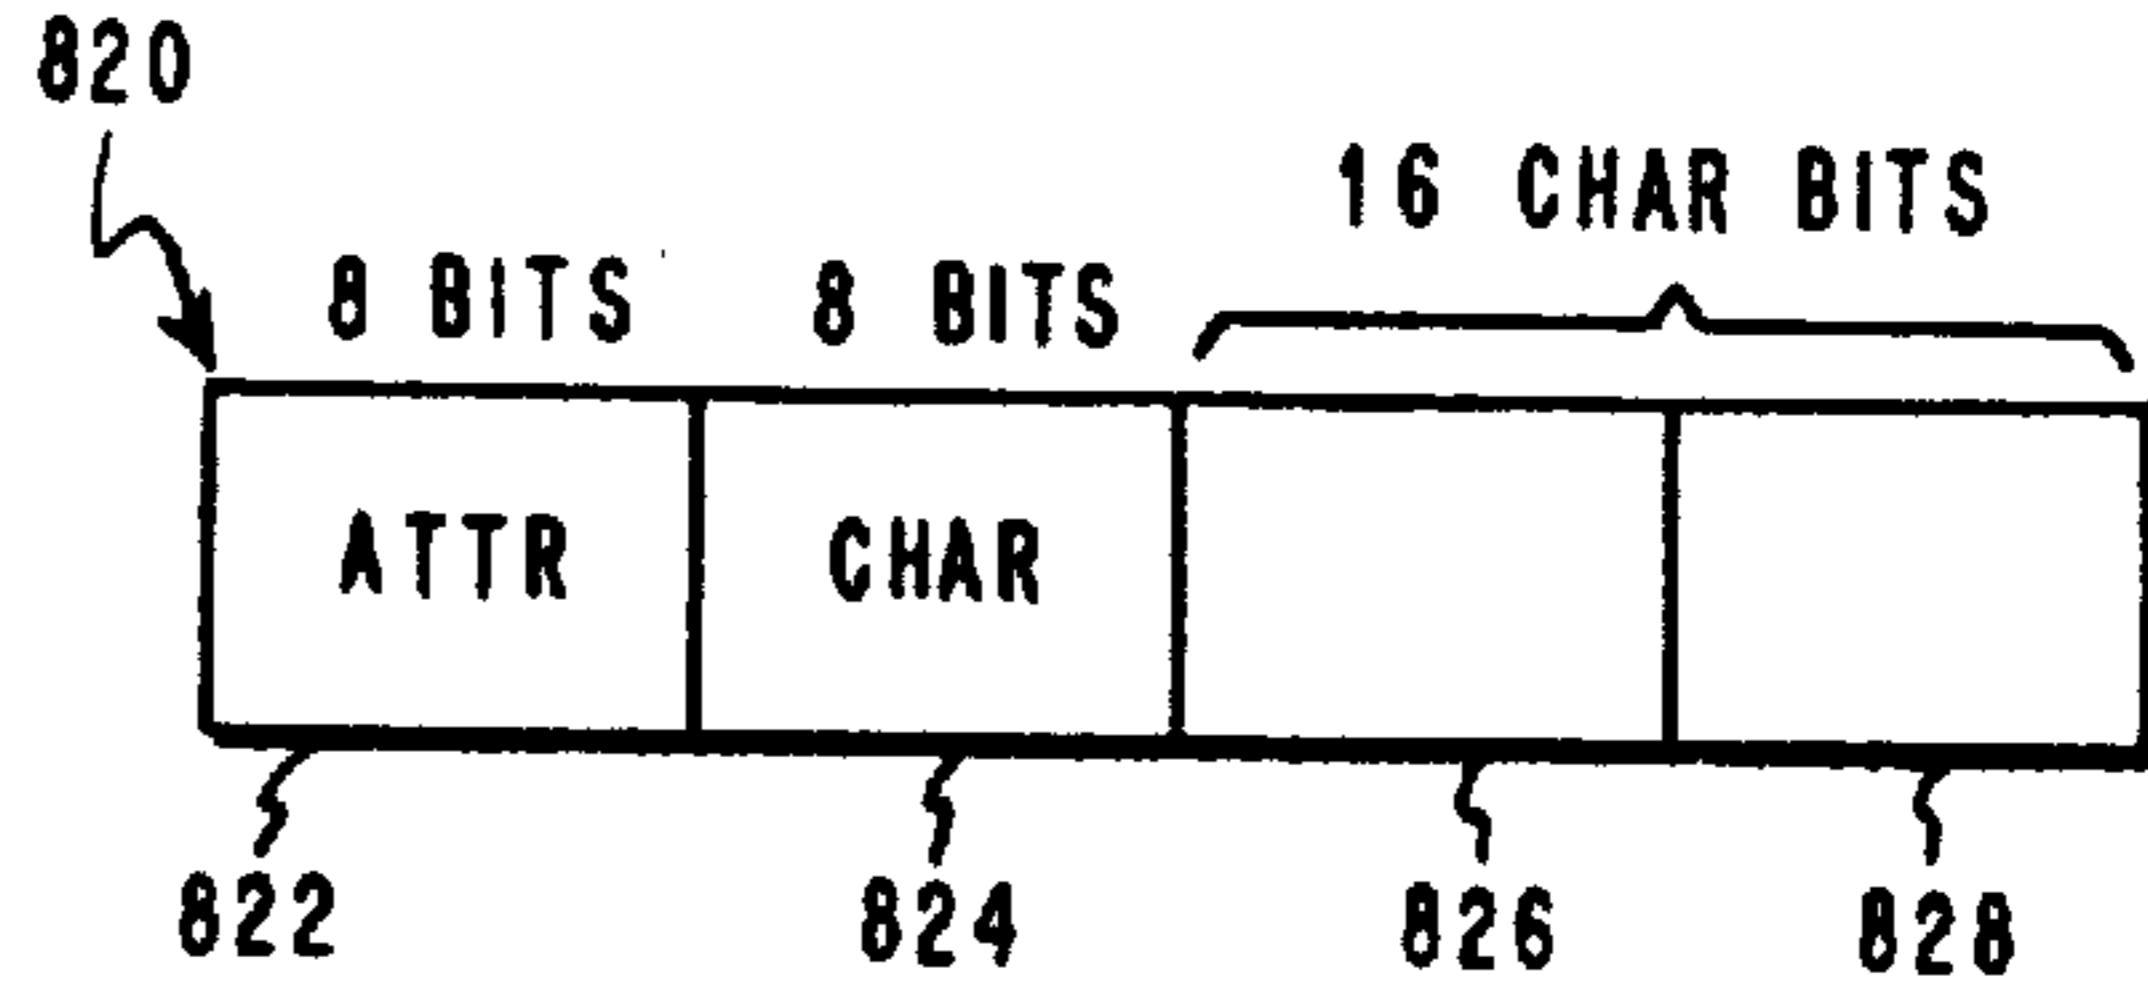 820
16 CHAR BITS
8 BITS 8 BITS
ATTR CHAR
822 824 826 828